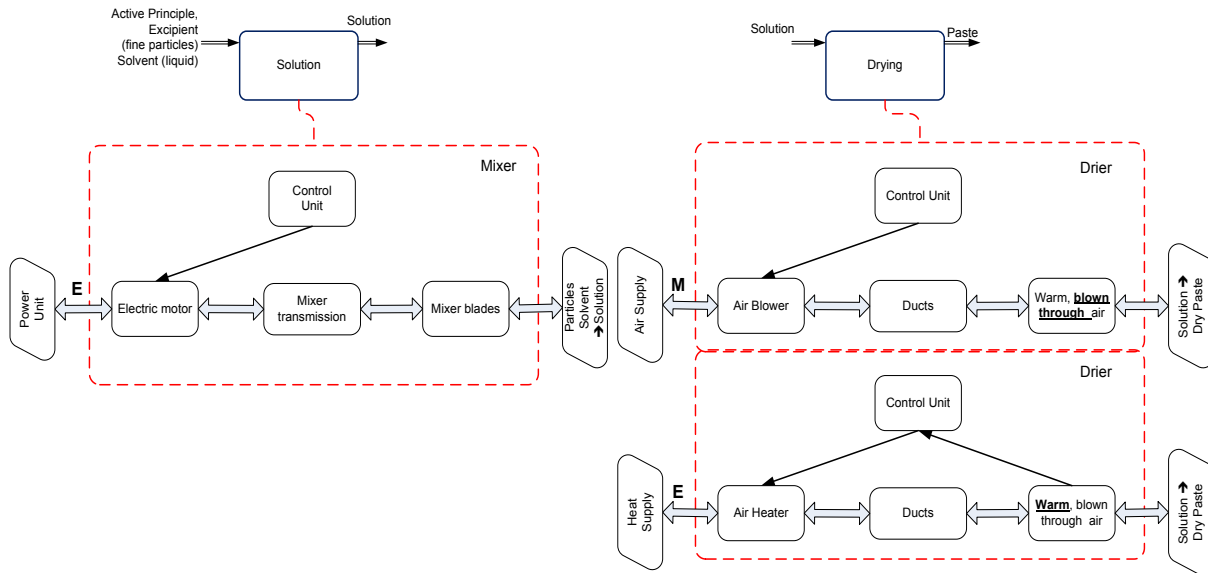 Active Principle,
Excipient
(fine particles)
Solvent (liquid)
Solution
Solution
Mixer
Control
Unit
Power
Unit
E
Electric motor
Mixer
transmission
Mixer blades
Particles
Solvent
➔ Solution
Solution
Paste
Drying
Drier
Control Unit
Air Supply
M
Air Blower
Ducts
Warm, blown
through air
Solution ➔
Dry Paste
Drier
Control Unit
Heat
Supply
E
Air Heater
Ducts
Warm, blown
through air
Solution ➔
Dry Paste